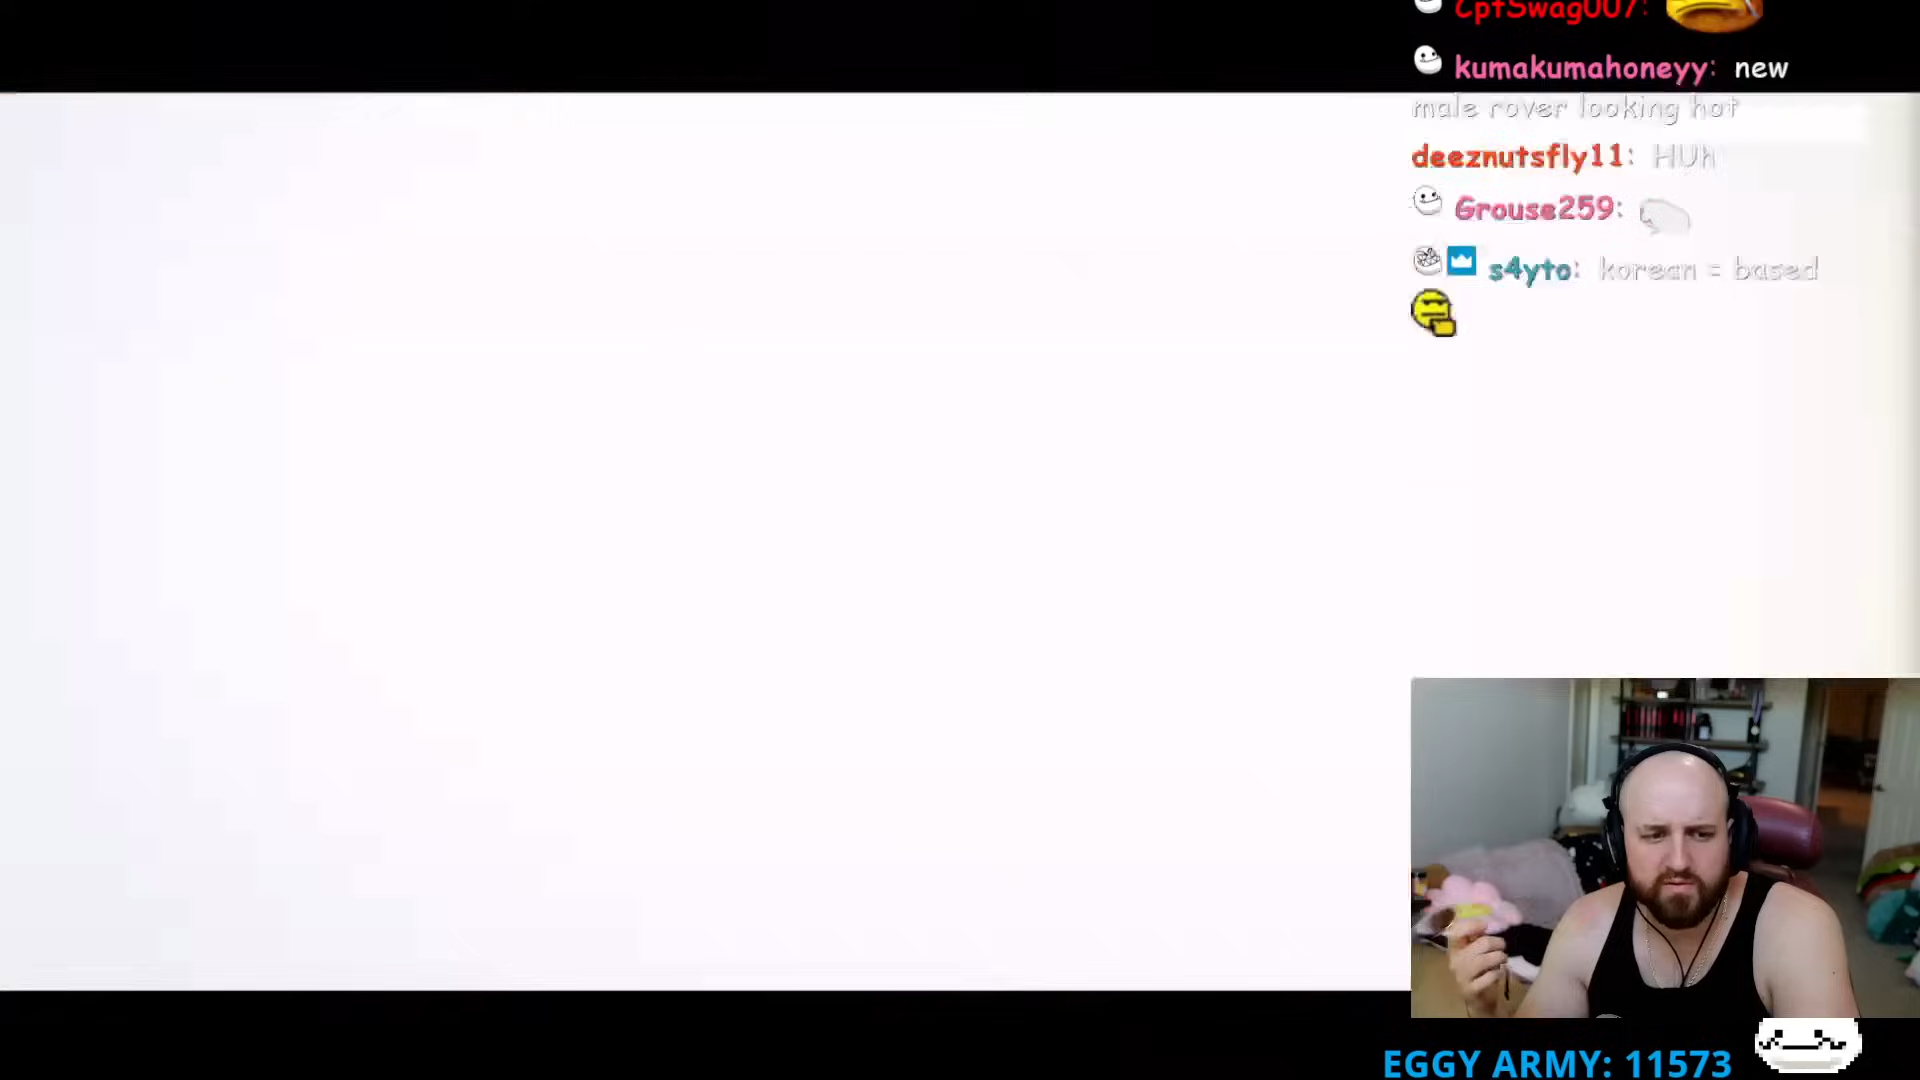 CptSwag007:
kumakumahoneyy: new
male rover looking hot
deeznutsfly11: HUh
Grouse259:
s4yto: korean = based
EGGY ARMY: 11573